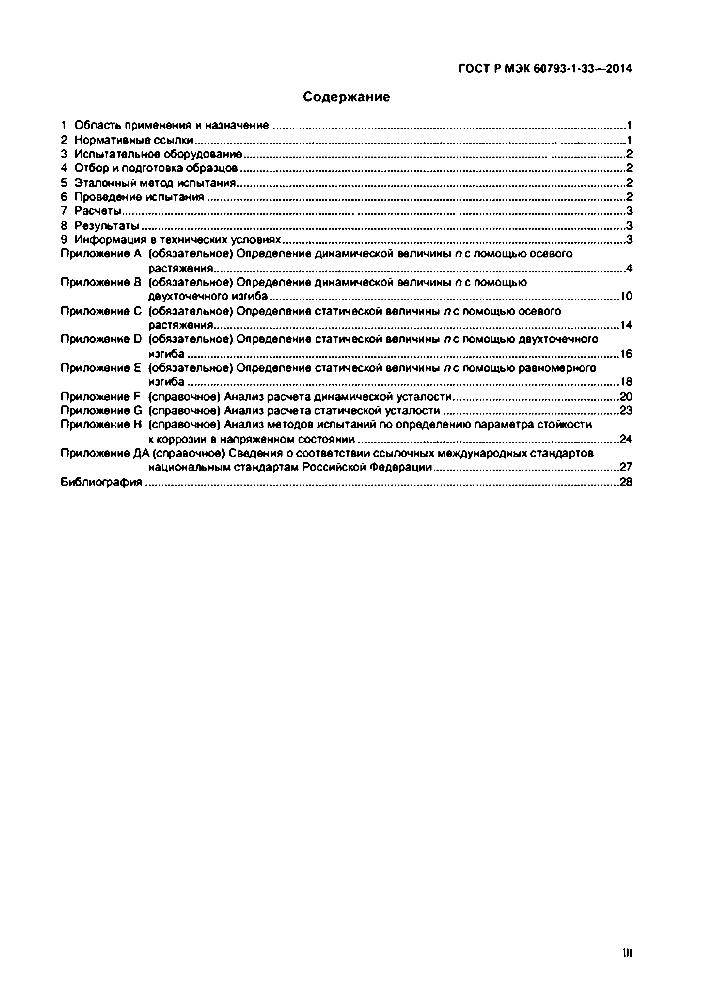 ГОСТ Р МЭК 60793-1-33—2014
Содержание
1 Область применения и назначение ........ 1
2 Нормативные ссылки ........ 1
3 Испытательное оборудование ........ 2
4 Отбор и подготовка образцов ........ 2
5 Эталонный метод испытания ........ 2
6 Проведение испытания ........ 2
7 Расчеты ........ 3
8 Результаты ........ 3
9 Информация в технических условиях ........ 3
Приложение А (обязательное) Определение динамической величины n с помощью осевого
растяжения ........ 4
Приложение В (обязательное) Определение динамической величины n с помощью
двухточечного изгиба ........ 10
Приложение С (обязательное) Определение статической величины n с помощью осевого
растяжения ........ 14
Приложение D (обязательное) Определение статической величины n с помощью двухточечного
изгиба ........ 16
Приложение Е (обязательное) Определение статической величины n с помощью равномерного
изгиба ........ 18
Приложение F (справочное) Анализ расчета динамической усталости ........ 20
Приложение G (справочное) Анализ расчета статической усталости ........ 23
Приложение Н (справочное) Анализ методов испытаний по определению параметра стойкости
к коррозии в напряженном состоянии ........ 24
Приложение ДА (справочное) Сведения о соответствии ссылочных международных стандартов
национальным стандартам Российской Федерации ........ 27
Библиография ........ 28
III